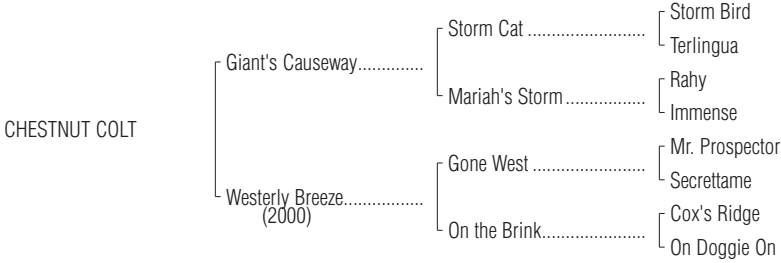 Storm Bird
Storm Cat ........................
Terlingua
Giant's Causeway..............
Rahy
Mariah's Storm.................
Immense
CHESTNUT COLT
Mr. Prospector
Gone West .......................
Secrettame
Westerly Breeze.................
(2000)
Cox's Ridge
On the Brink......................
On Doggie On